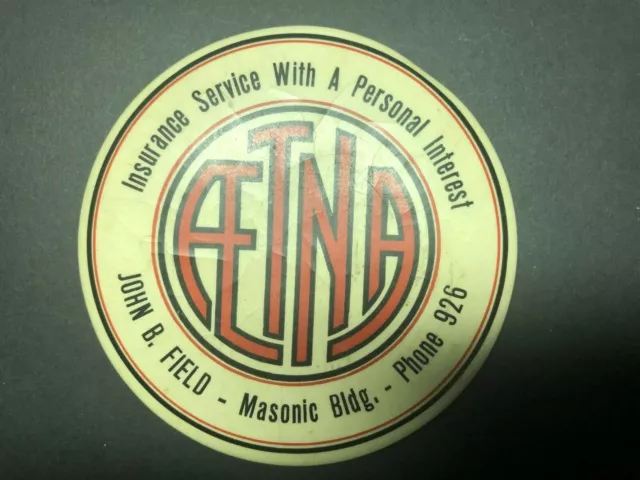 Insurance Service With A Personal Interest
ÆTNA
JOHN B. FIELD - Masonic Bldg. - Phone 926